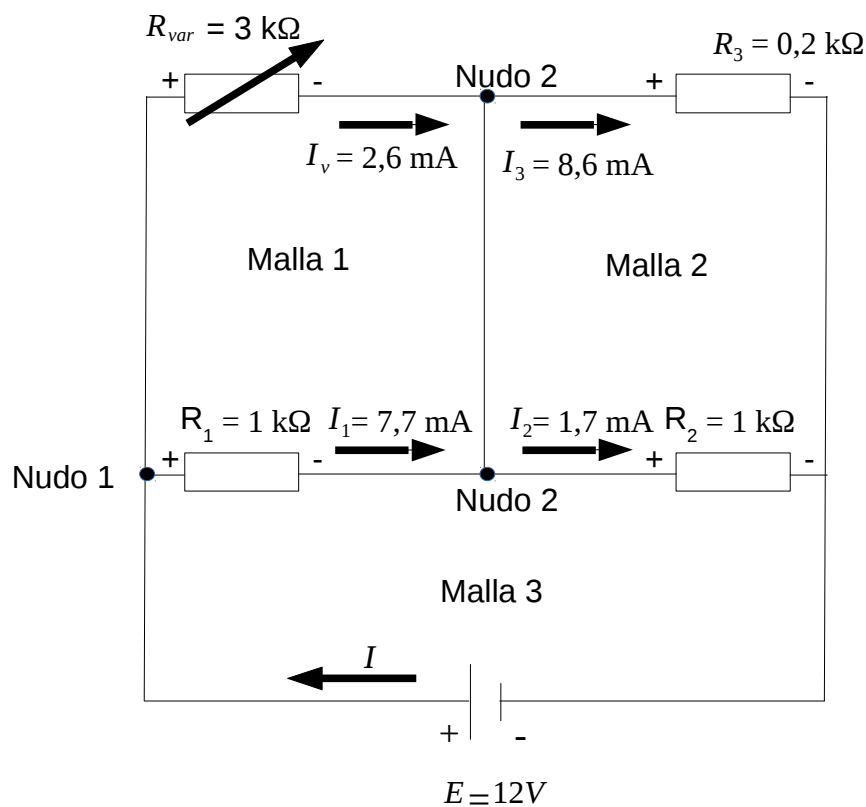 R_var = 3 kΩ
R_3 = 0,2 kΩ
+ - Nudo 2 + -
I_v = 2,6 mA
I_3 = 8,6 mA
Malla 1
Malla 2
R_1 = 1 kΩ
I_1 = 7,7 mA
I_2 = 1,7 mA
R_2 = 1 kΩ
Nudo 1 + - + -
Nudo 2
Malla 3
I
+ -
E = 12V